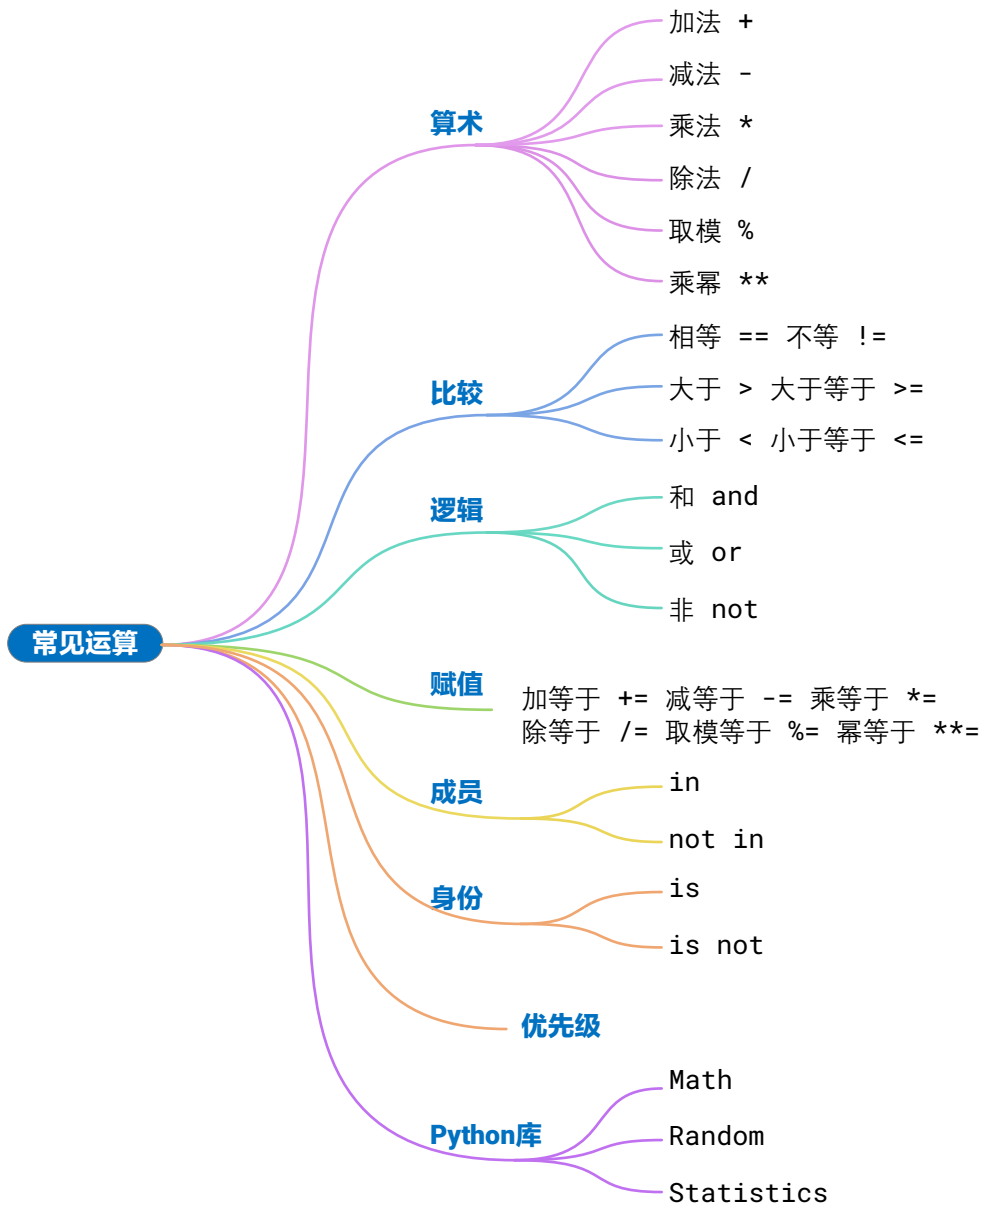 常见运算
算术
加法 +
减法 -
乘法 *
除法 /
取模 %
乘幂 **
比较
相等 == 不等 !=
大于 > 大于等于 >=
小于 < 小于等于 <=
逻辑
和 and
或 or
非 not
赋值
加等于 += 减等于 -= 乘等于 *=
除等于 /= 取模等于 %= 幂等于 **=
成员
in
not in
身份
is
is not
优先级
Python库
Math
Random
Statistics